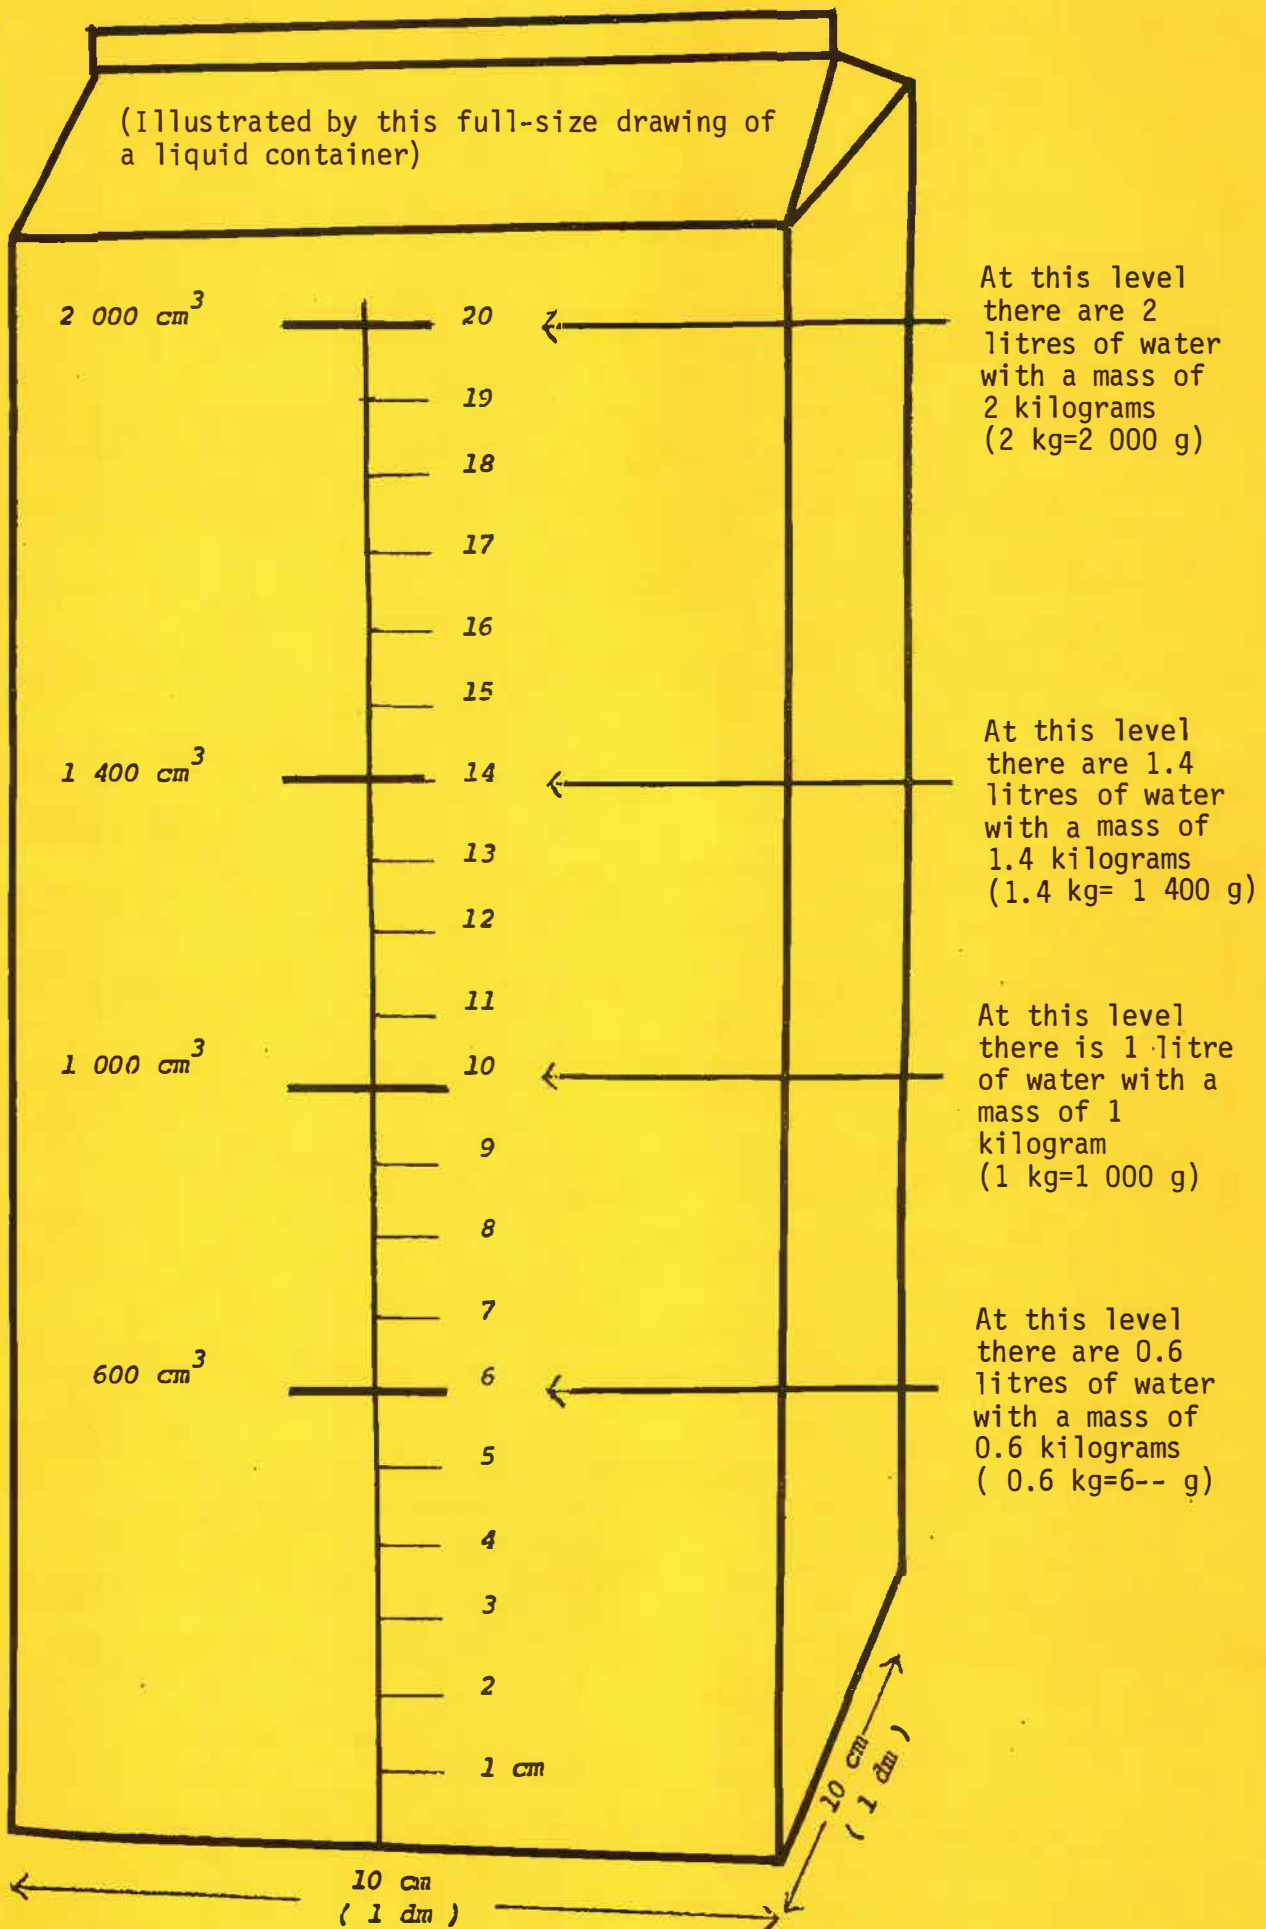 (Illustrated by this full-size drawing of
a liquid container)
2 000 cm³
20
At this level
there are 2
litres of water
with a mass of
2 kilograms
(2 kg=2 000 g)
19
18
17
16
15
1 400 cm³
14
At this level
there are 1.4
litres of water
with a mass of
1.4 kilograms
(1.4 kg= 1 400 g)
13
12
11
1 000 cm³
10
At this level
there is 1 litre
of water with a
mass of 1
kilogram
(1 kg=1 000 g)
9
8
7
600 cm³
6
At this level
there are 0.6
litres of water
with a mass of
0.6 kilograms
( 0.6 kg=6-- g)
5
4
3
2
1 cm
10 cm
( 1 dm )
10 cm
( 1 dm )